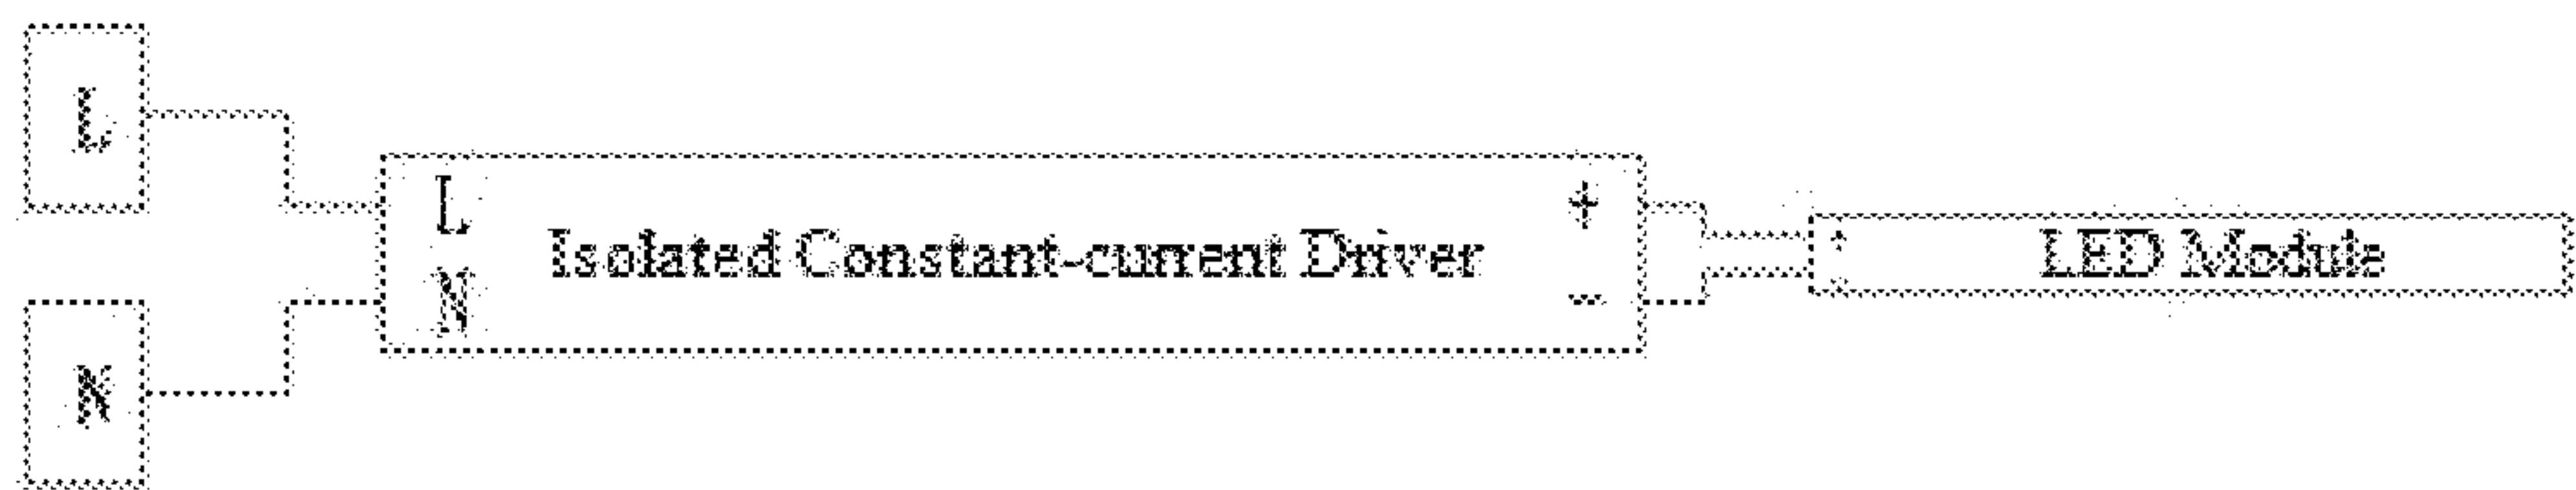 L
L
+
Isolated Constant-current Driver
LED Module
N
−
N